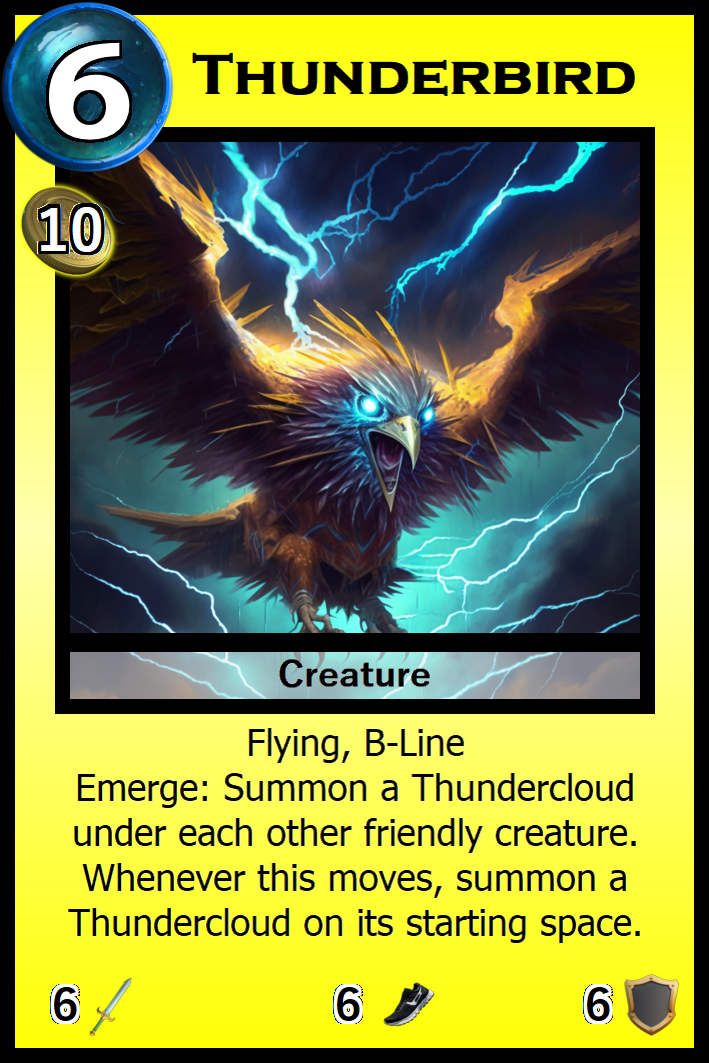 6
Thunderbird
10
Creature
Flying, B-Line
Emerge: Summon a Thundercloud
under each other friendly creature.
Whenever this moves, summon a
Thundercloud on its starting space.
6 6 6